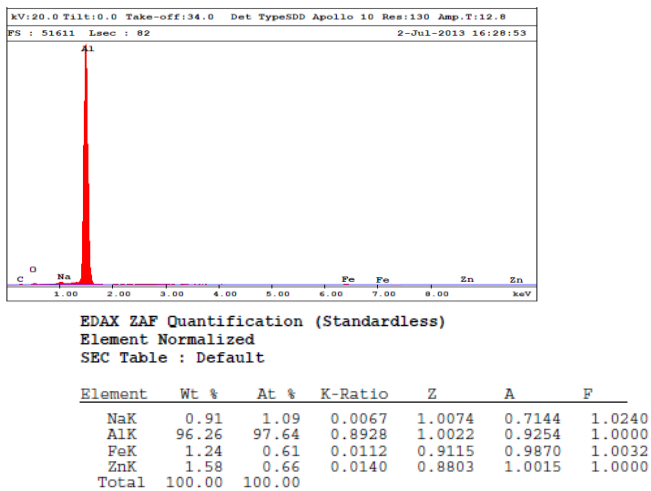 kV:20.0 Tilt:0.0 Take-off:34.0 Det TypeSDD Apollo 10 Res:130 Amp.T:12.8
FS : 51611 Lsec : 82 2-Jul-2013 16:28:53
Al
C O Na Fe Fe Zn Zn
1.00 2.00 3.00 4.00 5.00 6.00 7.00 8.00 keV
EDAX ZAF Quantification (Standardless)
Element Normalized
SEC Table : Default
Element Wt % At % K-Ratio Z A F
NaK 0.91 1.09 0.0067 1.0074 0.7144 1.0240
AlK 96.26 97.64 0.8928 1.0022 0.9254 1.0000
FeK 1.24 0.61 0.0112 0.9115 0.9870 1.0032
ZnK 1.58 0.66 0.0140 0.8803 1.0015 1.0000
Total 100.00 100.00